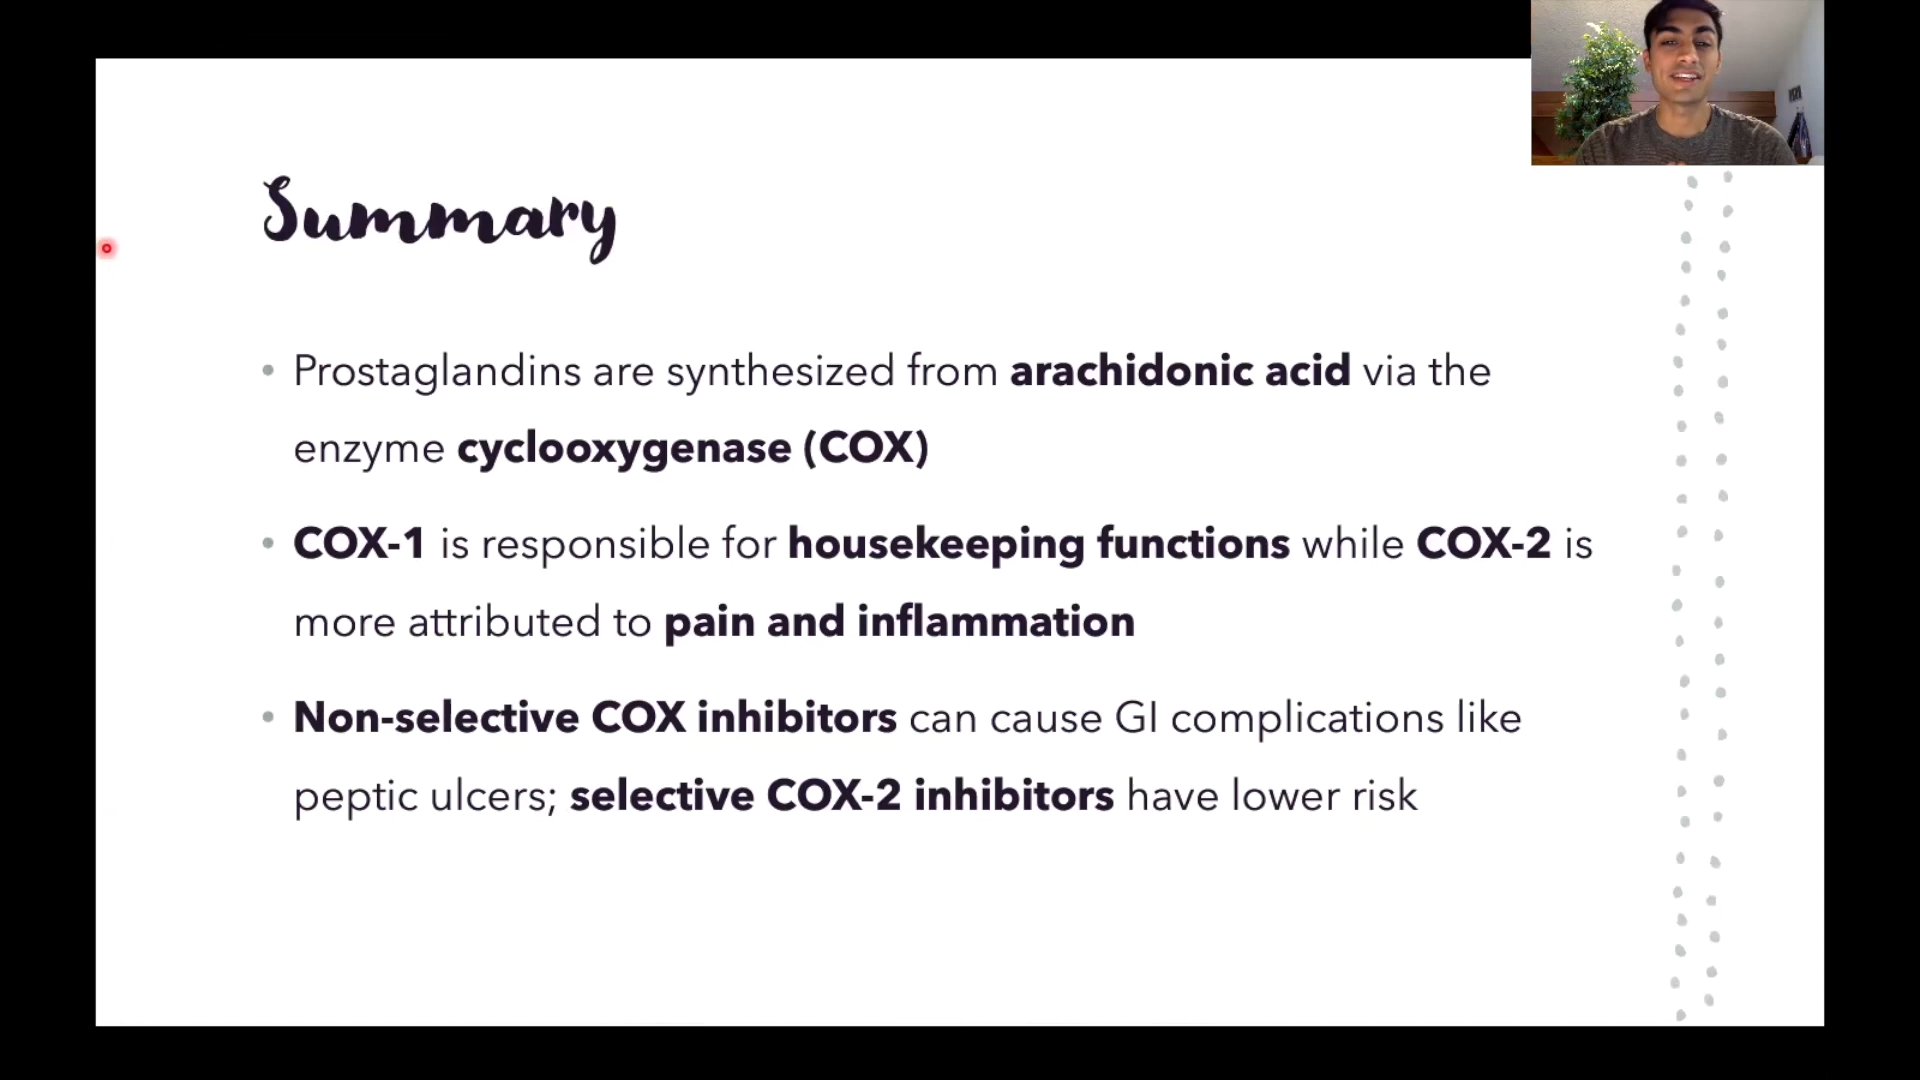 Summary
• Prostaglandins are synthesized from arachidonic acid via the
enzyme cyclooxygenase (COX)
• COX-1 is responsible for housekeeping functions while COX-2 is
more attributed to pain and inflammation
• Non-selective COX inhibitors can cause GI complications like
peptic ulcers; selective COX-2 inhibitors have lower risk